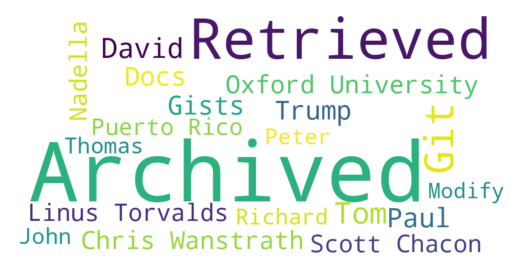 Retrieved
David
Nadella
Docs
Oxford University
Gists
Trump
Git
Puerto Rico
Peter
Thomas
Archived
Modify
Linus Torvalds
Richard
Tom
Paul
John
Chris Wanstrath
Scott Chacon